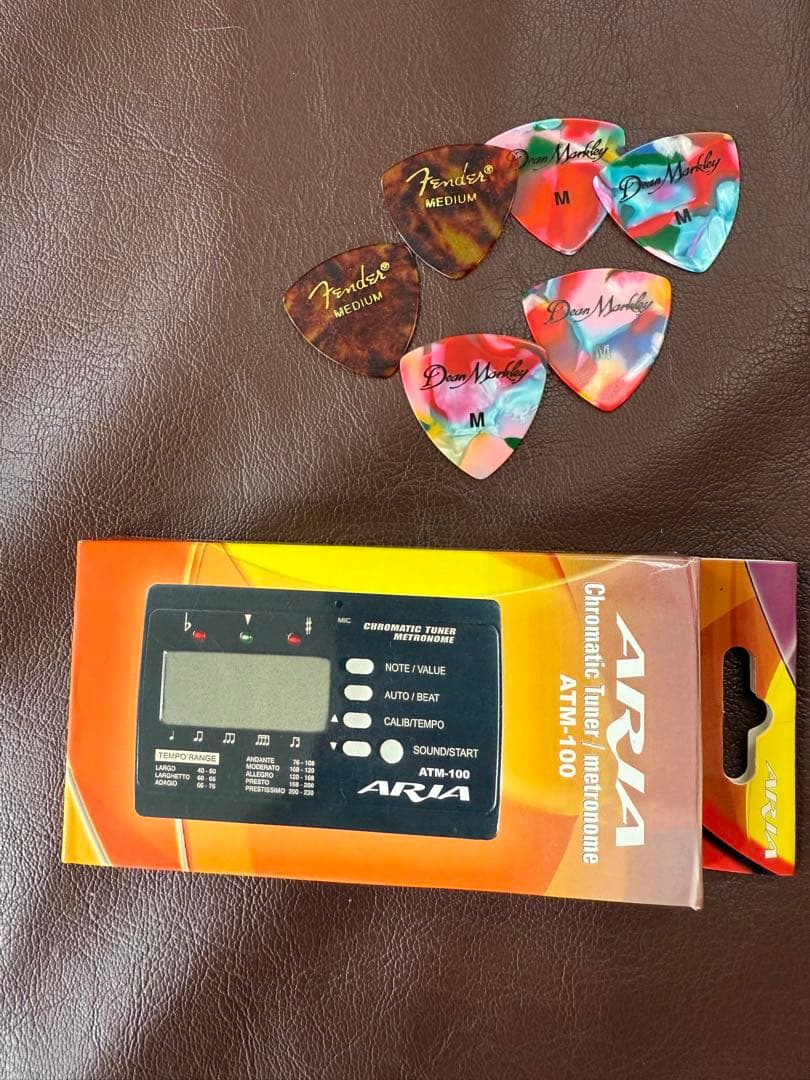 Fender®
MEDIUM
Dean Markley
M
Dean Markley
M
Fender®
MEDIUM
Dean Markley
M
Dean Markley
M
♭
♯
MIC
CHROMATIC TUNER
METRONOME
NOTE / VALUE
AUTO / BEAT
CALIB/TEMPO
SOUND/START
TEMPO RANGE
LARGO 40 - 60
LARGHETTO 60 - 66
ADAGIO 66 - 76
ANDANTE 76 - 108
MODERATO 108 - 120
ALLEGRO 120 - 168
PRESTO 168 - 200
PRESTISSIMO 200 - 230
ATM-100
ARIA
ARIA
Chromatic Tuner / metronome
ATM-100
ARIA